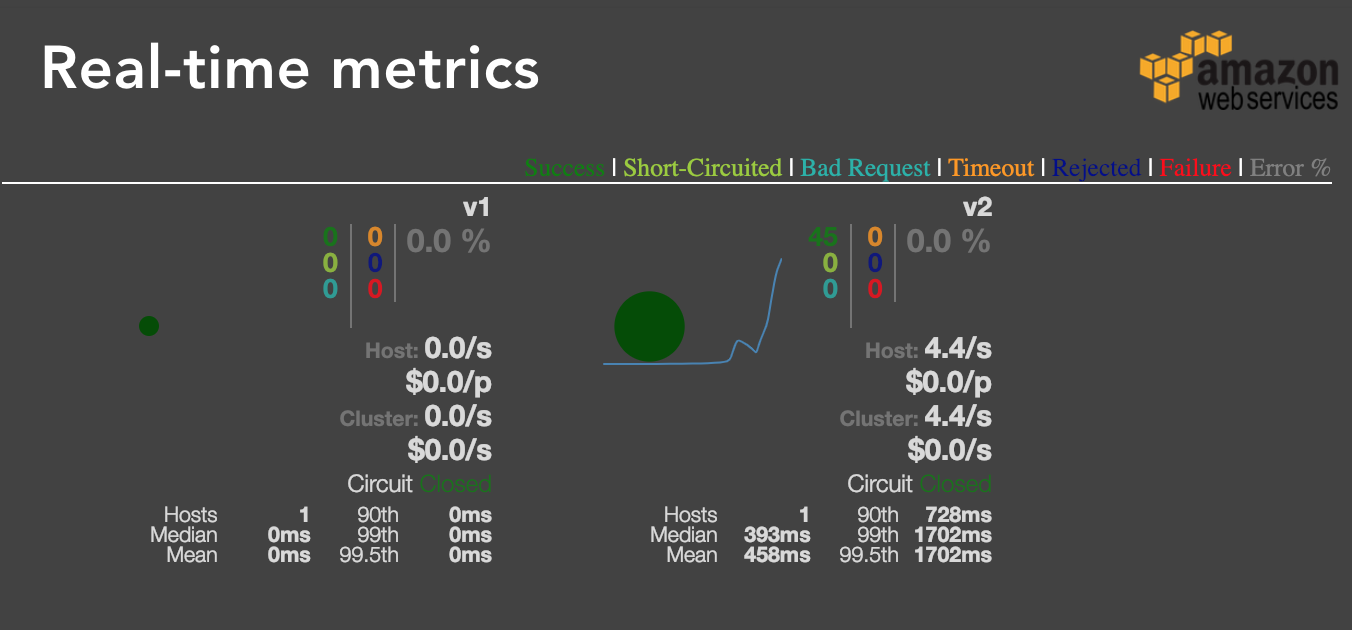 Real-time metrics
amazon
web services
Success | Short-Circuited | Bad Request | Timeout | Rejected | Failure | Error %
v1
0 0 0.0 %
0 0
0 0
Host: 0.0/s
$0.0/p
Cluster: 0.0/s
$0.0/s
Circuit Closed
Hosts 1 90th 0ms
Median 0ms 99th 0ms
Mean 0ms 99.5th 0ms
v2
45 0 0.0 %
0 0
0 0
Host: 4.4/s
$0.0/p
Cluster: 4.4/s
$0.0/s
Circuit Closed
Hosts 1 90th 728ms
Median 393ms 99th 1702ms
Mean 458ms 99.5th 1702ms